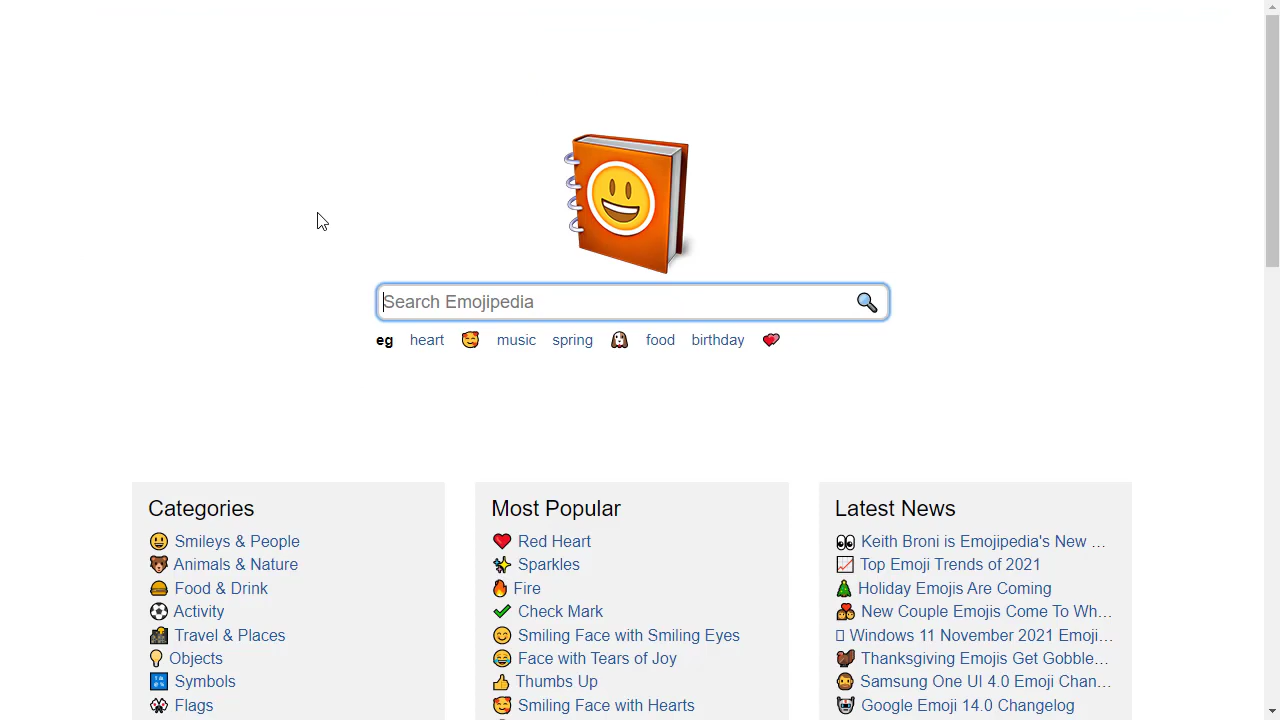 Search Emojipedia
eg heart music spring food birthday
Categories
Smileys & People
Animals & Nature
Food & Drink
Activity
Travel & Places
Objects
Symbols
Flags
Most Popular
Red Heart
Sparkles
Fire
Check Mark
Smiling Face with Smiling Eyes
Face with Tears of Joy
Thumbs Up
Smiling Face with Hearts
Latest News
Keith Broni is Emojipedia's New ...
Top Emoji Trends of 2021
Holiday Emojis Are Coming
New Couple Emojis Come To Wh...
Windows 11 November 2021 Emoji...
Thanksgiving Emojis Get Gobble...
Samsung One UI 4.0 Emoji Chan...
Google Emoji 14.0 Changelog